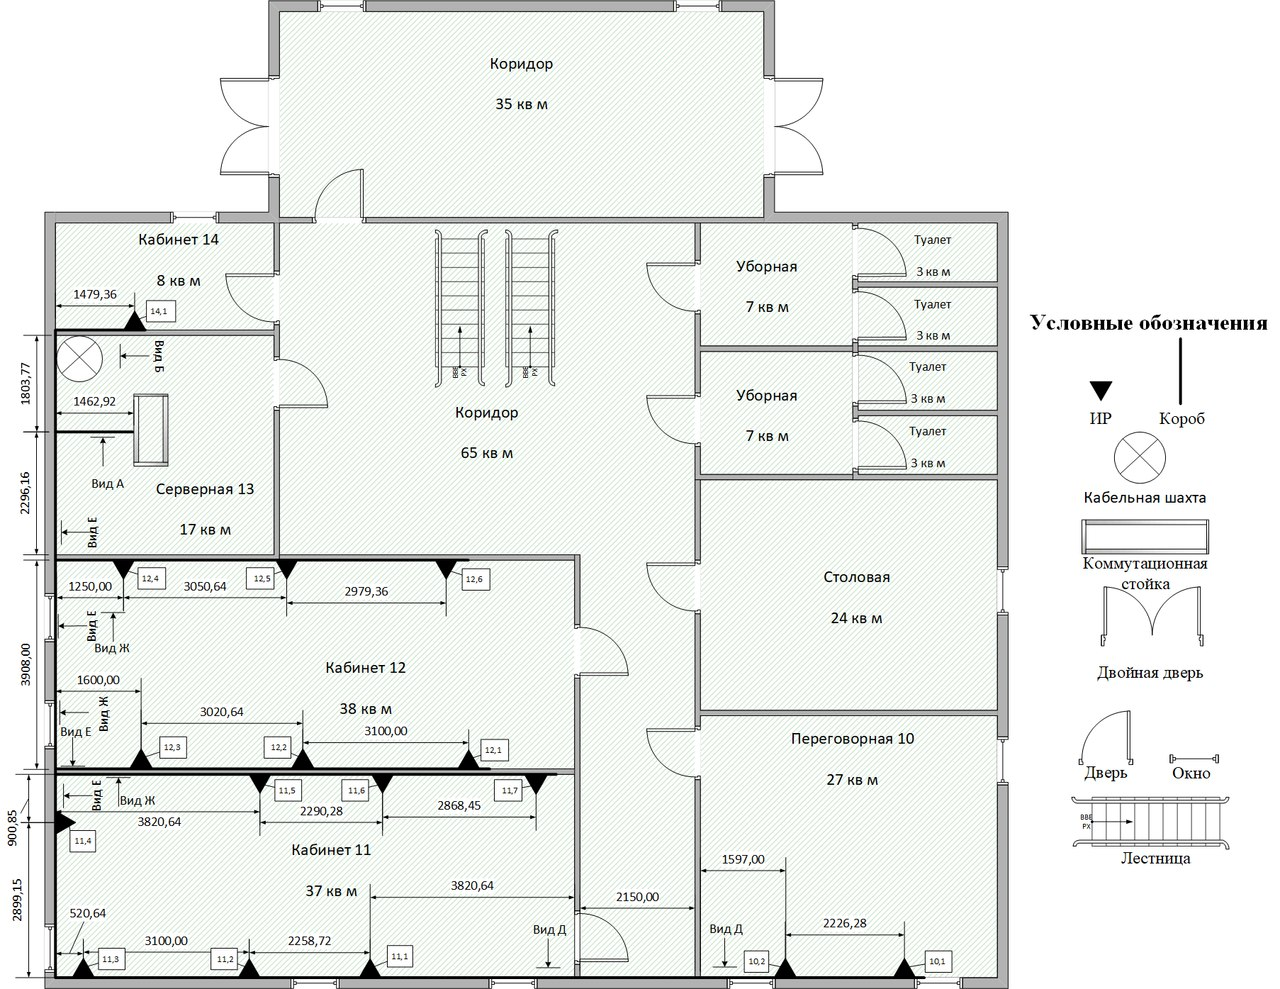 Коридор
35 кв м
Кабинет 14
8 кв м
1479,36
14,1
Уборная
7 кв м
Туалет
3 кв м
Туалет
3 кв м
Уборная
7 кв м
Туалет
3 кв м
Туалет
3 кв м
ВВЕ
РХ
ВВЕ
РХ
Коридор
65 кв м
1803,77
Вид Б
1462,92
Вид А
2296,16
Серверная 13
17 кв м
Вид Е
12,4
12,5
12,6
1250,00
3050,64
2979,36
Вид Е
Вид Ж
3908,00
Кабинет 12
38 кв м
1600,00
Вид Ж
3020,64
3100,00
Вид Е
12,3
12,2
12,1
Столовая
24 кв м
Переговорная 10
27 кв м
Вид Е
Вид Ж
11,5
11,6
11,7
900,85
3820,64
2290,28
2868,45
11,4
Кабинет 11
37 кв м
2899,15
3820,64
2150,00
1597,00
520,64
3100,00
2258,72
2226,28
Вид Д
Вид Д
11,3
11,2
11,1
10,2
10,1
Условные обозначения
ИР
Короб
Кабельная шахта
Коммутационная
стойка
Двойная дверь
Дверь
Окно
ВВЕ
РХ
Лестница